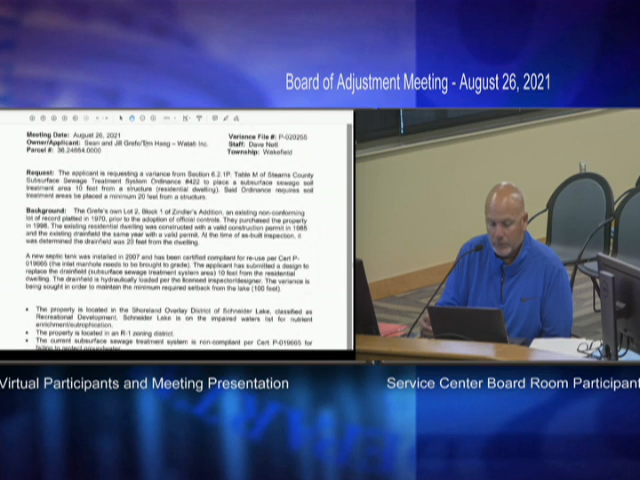 Board of Adjustment Meeting - August 26, 2021
Meeting Date: August 26, 2021
Owner/Applicant: Sean and Jill Grefe/Tim Haag – Watab Inc.
Parcel #: 36.24664.0000
Variance File #: P-020256
Staff: Dave Nett
Township: Wakefield
Request: The applicant is requesting a variance from Section 6.2.1P. Table M of Stearns County
Subsurface Sewage Treatment System Ordinance #422 to place a subsurface sewage soil
treatment area 10 feet from a structure (residential dwelling). Said Ordinance requires soil
treatment areas be placed a minimum 20 feet from a structure.
Background: The Grefe's own Lot 2, Block 1 of Zindler's Addition, an existing non-conforming
lot of record platted in 1970, prior to the adoption of official controls. They purchased the property
in 1998. The existing residential dwelling was constructed with a valid construction permit in 1985
and the existing drainfield the same year with a valid permit. At the time of as-built inspection, it
was determined the drainfield was 20 feet from the dwelling.
A new septic tank was installed in 2007 and has been certified compliant for re-use per Cert P-
019665 (the inlet manhole needs to be brought to grade). The applicant has submitted a design to
replace the drainfield (subsurface sewage treatment system area) 10 feet from the residential
dwelling. The drainfield is hydraulically loaded per the licensed inspector/designer. The variance is
being sought in order to maintain the minimum required setback from the lake (100 feet).
• The property is located in the Shoreland Overlay District of Schneider Lake, classified as
Recreational Development. Schneider Lake is on the impaired waters list for nutrient
enrichment/eutrophication.
• The property is located in an R-1 zoning district.
• The current subsurface sewage treatment system is non-compliant per Cert P-019665 for
failing to protect groundwater.
Virtual Participants and Meeting Presentation
Service Center Board Room Participant